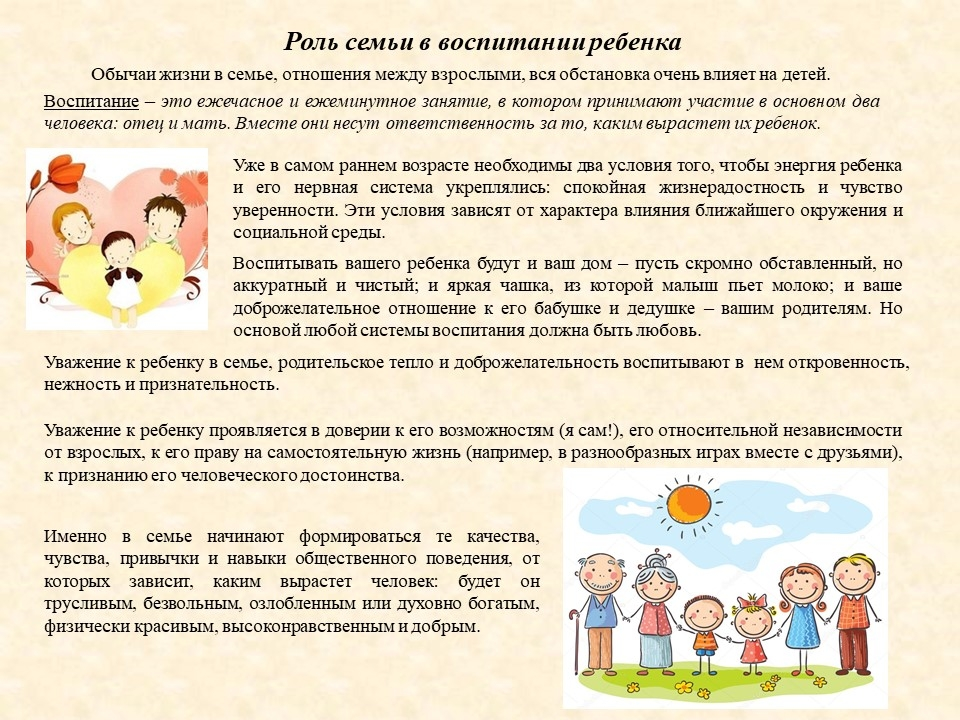 Роль семьи в воспитании ребенка
Обычаи жизни в семье, отношения между взрослыми, вся обстановка очень влияет на детей.
Воспитание – это ежечасное и ежеминутное занятие, в котором принимают участие в основном два
человека: отец и мать. Вместе они несут ответственность за то, каким вырастет их ребенок.
Уже в самом раннем возрасте необходимы два условия того, чтобы энергия ребенка
и его нервная система укреплялись: спокойная жизнерадостность и чувство
уверенности. Эти условия зависят от характера влияния ближайшего окружения и
социальной среды.
Воспитывать вашего ребенка будут и ваш дом – пусть скромно обставленный, но
аккуратный и чистый; и яркая чашка, из которой малыш пьет молоко; и ваше
доброжелательное отношение к его бабушке и дедушке – вашим родителям. Но
основой любой системы воспитания должна быть любовь.
Уважение к ребенку в семье, родительское тепло и доброжелательность воспитывают в нем откровенность,
нежность и признательность.
Уважение к ребенку проявляется в доверии к его возможностям (я сам!), его относительной независимости
от взрослых, к его праву на самостоятельную жизнь (например, в разнообразных играх вместе с друзьями),
к признанию его человеческого достоинства.
Именно в семье начинают формироваться те качества,
чувства, привычки и навыки общественного поведения, от
которых зависит, каким вырастет человек: будет он
трусливым, безвольным, озлобленным или духовно богатым,
физически красивым, высоконравственным и добрым.